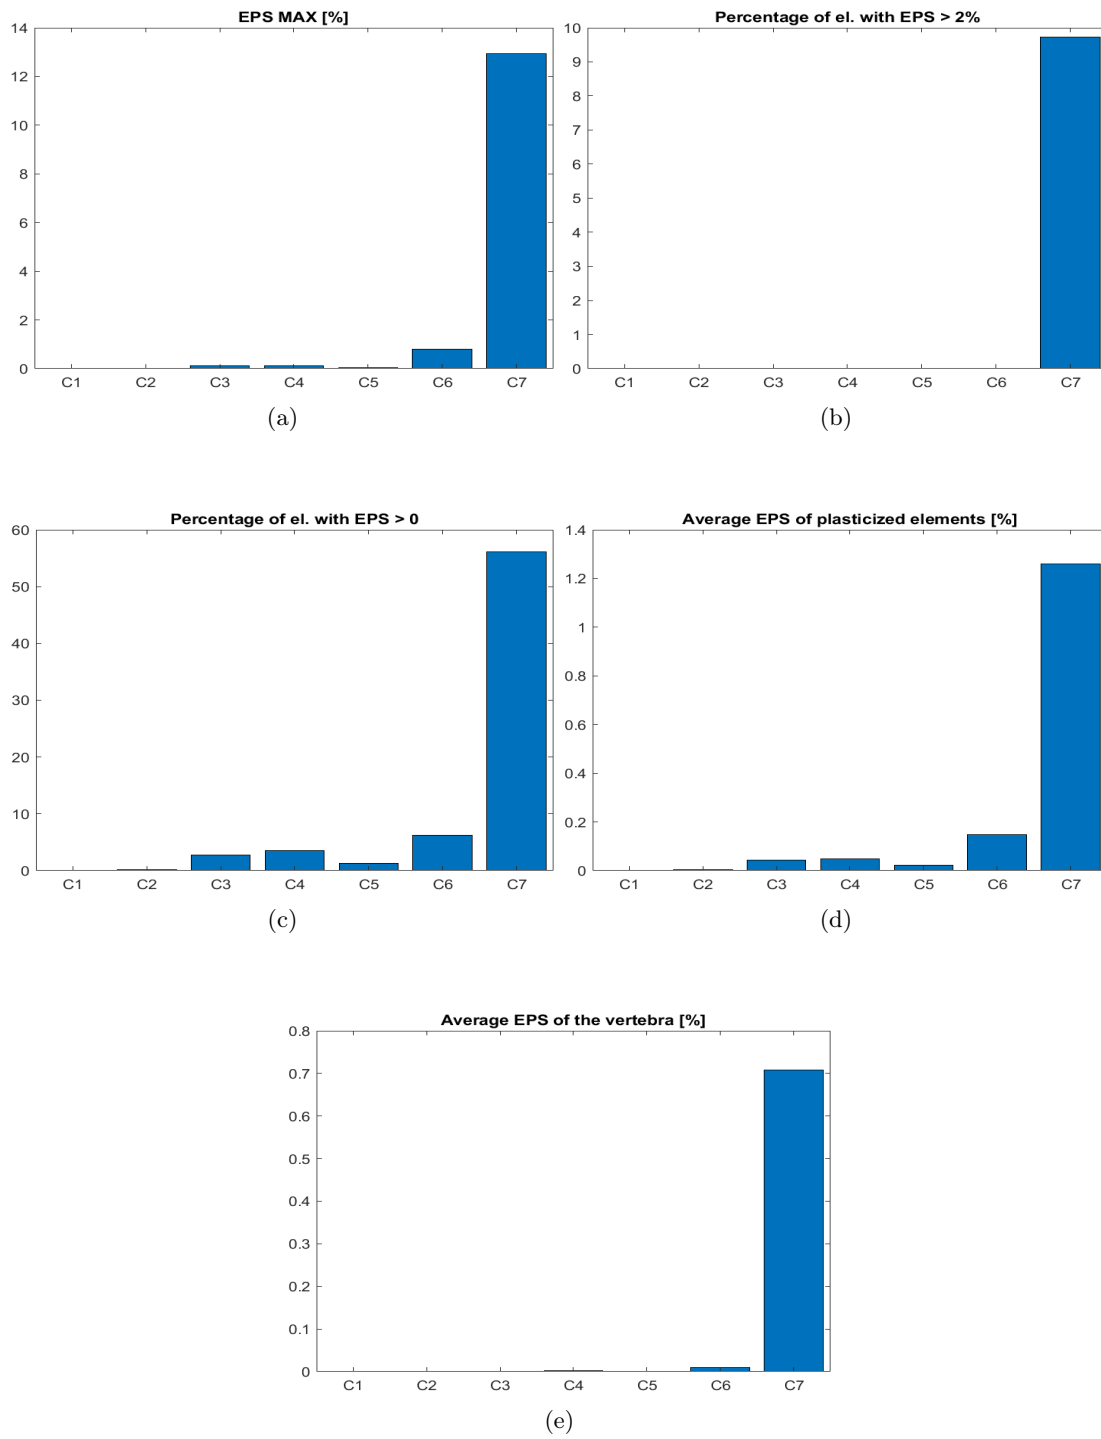 EPS MAX [%]
14
12
10
8
6
4
2
0
C1 C2 C3 C4 C5 C6 C7
(a)
Percentage of el. with EPS > 2%
10
9
8
7
6
5
4
3
2
1
0
C1 C2 C3 C4 C5 C6 C7
(b)
Percentage of el. with EPS > 0
60
50
40
30
20
10
0
C1 C2 C3 C4 C5 C6 C7
(c)
Average EPS of plasticized elements [%]
1.4
1.2
1
0.8
0.6
0.4
0.2
0
C1 C2 C3 C4 C5 C6 C7
(d)
Average EPS of the vertebra [%]
0.8
0.7
0.6
0.5
0.4
0.3
0.2
0.1
0
C1 C2 C3 C4 C5 C6 C7
(e)